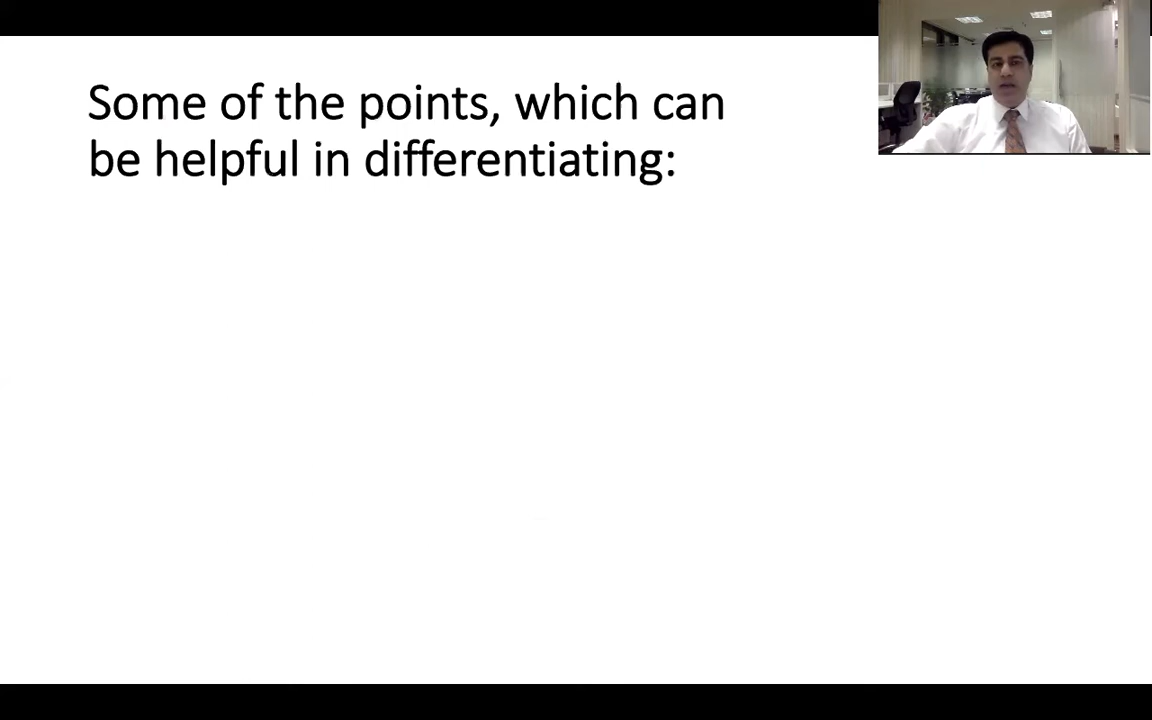 Some of the points, which can
be helpful in differentiating: